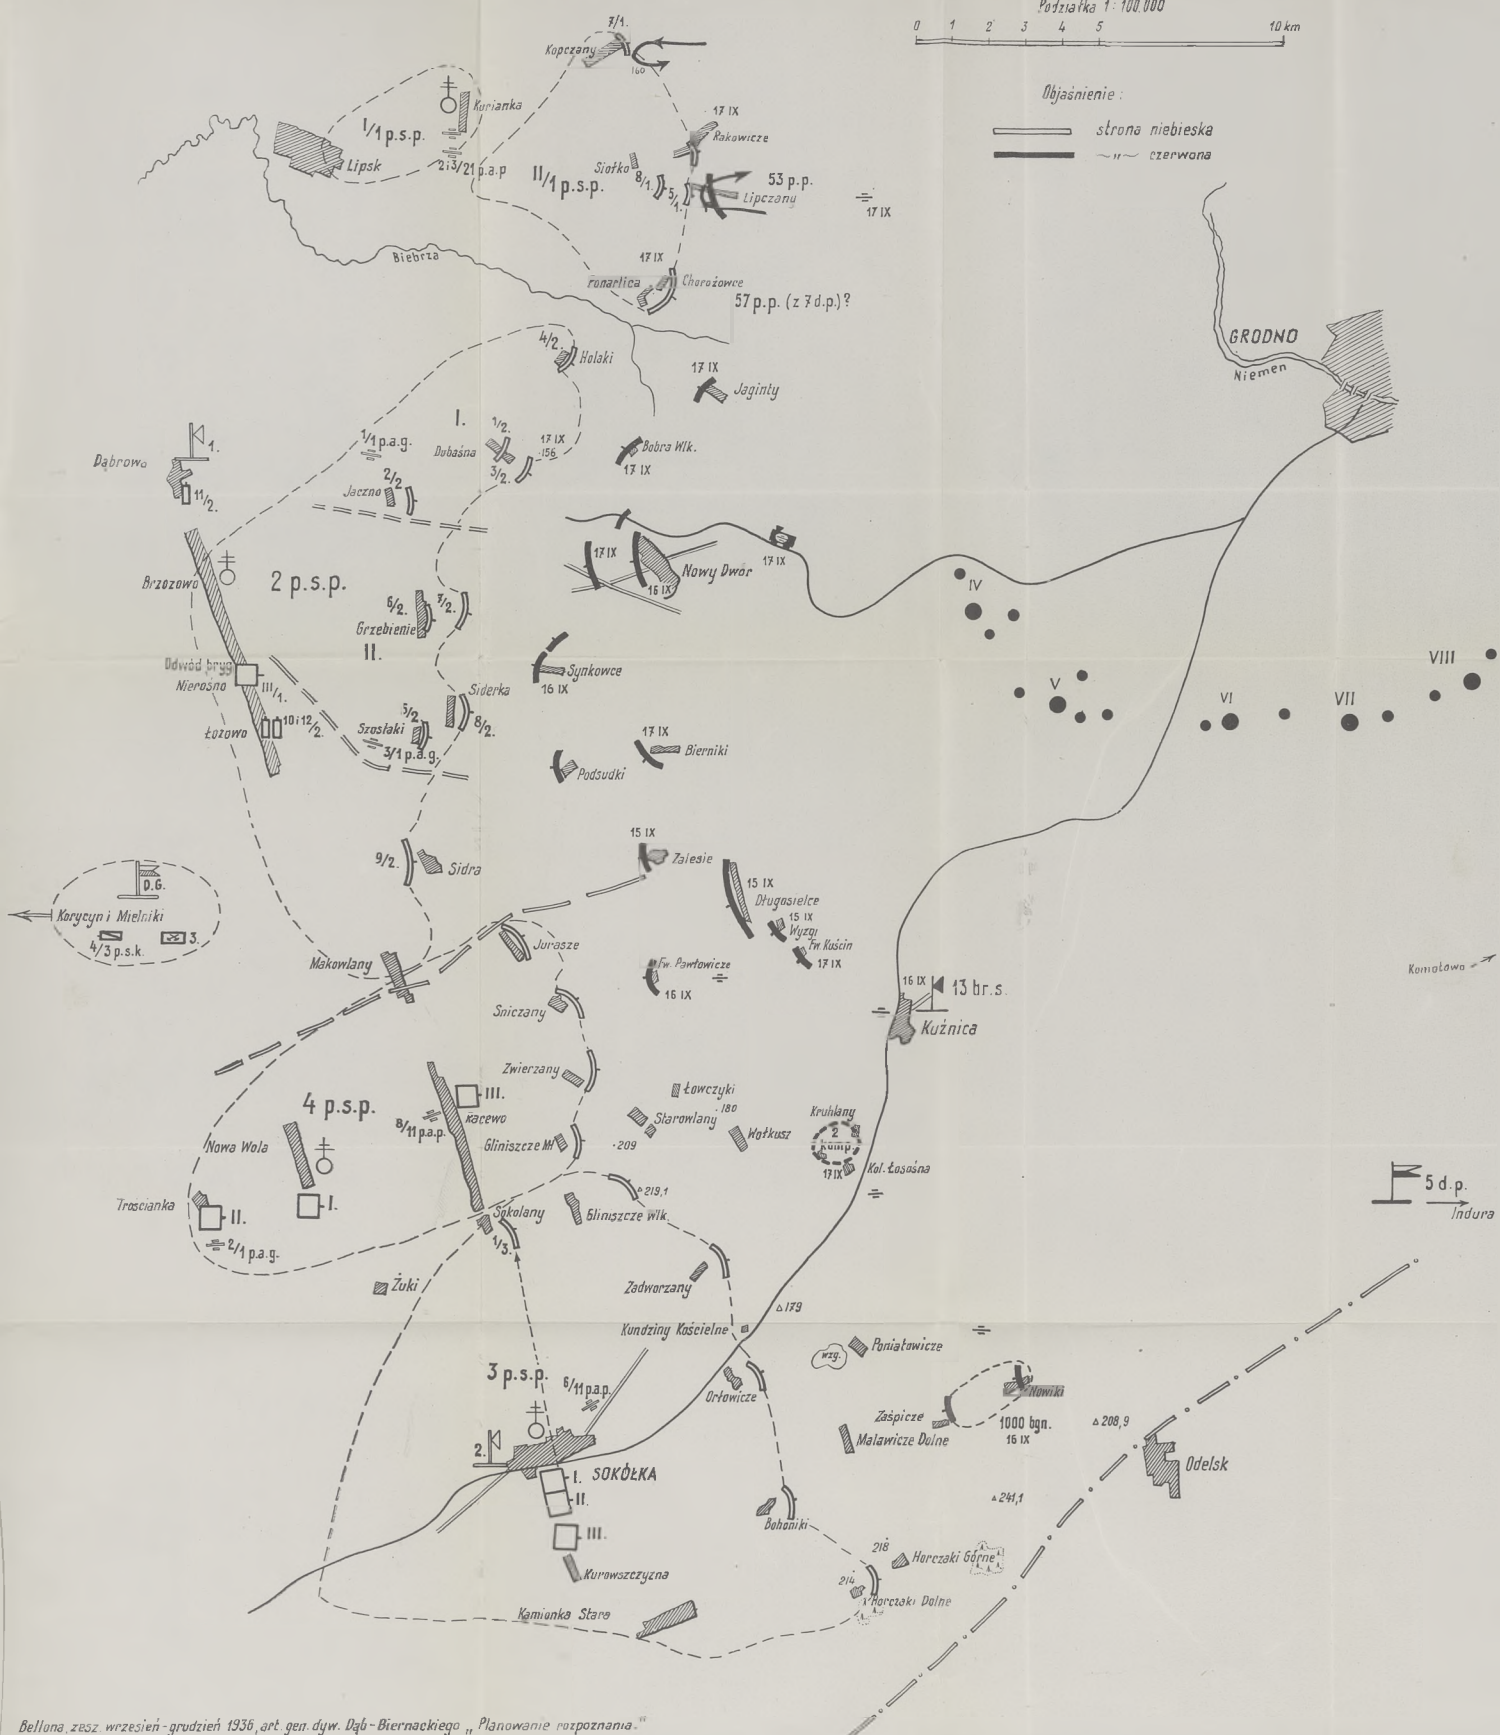 Podziałka 1:100.000
0 1 2 3 4 5 10 km
Objaśnienie:
strona niebieska
—"— czerwona
7/1.
Kopczany
160
Kurianka
I/1 p.s.p.
Lipsk
2 i 3/21 p.a.p
17 IX
Rakowicze
Siołko
8/1.
II/1 p.s.p.
5/1.
53 p.p.
Lipczany
17 IX
Biebrza
17 IX
Chorożowce
57 p.p. (z 7 d.p.)?
GRODNO
Niemen
4/2.
Holaki
17 IX
Jaginty
I.
1/2.
Dubaśna
17 IX
156
3/2.
1/1 p.a.g.
Bobra Wlk.
17 IX
1.
Dąbrowa
11/2.
2/2
Jaczno
17 IX
Nowy Dwór
16 IX
17 IX
Brzozowo
2 p.s.p.
6/2.
7/2.
Grzebienie
II.
IV
V
VI
VII
VIII
Odwód bryg
Nierośno
III/1.
Synkowce
16 IX
Siderka
8/2.
5/2
Szostaki
3/1 p.a.g.
Łozowo
10 i 12/2.
17 IX
Bierniki
Podsudki
9/2.
Sidra
15 IX
Zalesie
15 IX
Długosielce
15 IX
Wyzgi
Fw. Kuścin
17 IX
D.G.
Korycyn i Mielniki
4/3 p.s.k.
3.
Jurasze
Makowlany
Fw. Pawłowicze
16 IX
Komotowo
Sniczany
16 IX
13 br.s.
Kuźnica
Zwierzany
III.
Racewo
4 p.s.p.
8/11 p.a.p.
Łowczyki
Starowlany
180
Wołkusz
Kruhlany
2 komp.
17 IX
Kol. Łosośna
Nowa Wola
Gliniszcze Mł
209
Trościanka
II.
I.
2/1 p.a.g.
219,1
Gliniszcze Wlk.
Sokolany
1/3.
5 d.p.
Indura
Żuki
Zadworzany
179
Kundziny Kościelne
Poniatowicze
wzg.
3 p.s.p.
6/11 p.a.p.
Orłowicze
Nowiki
Zaśpicze
1000 bgn.
16 IX
208,9
Malawicze Dolne
2.
I.
SOKÓŁKA
II.
III.
Odelsk
241,1
Bohoniki
Kurowszczyzna
218
Horczaki Górne
214
Horczaki Dolne
Kamionka Stara
Bellona, zesz. wrzesień-grudzień 1936, art. gen. dyw. Dąb-Biernackiego „Planowanie rozpoznania."